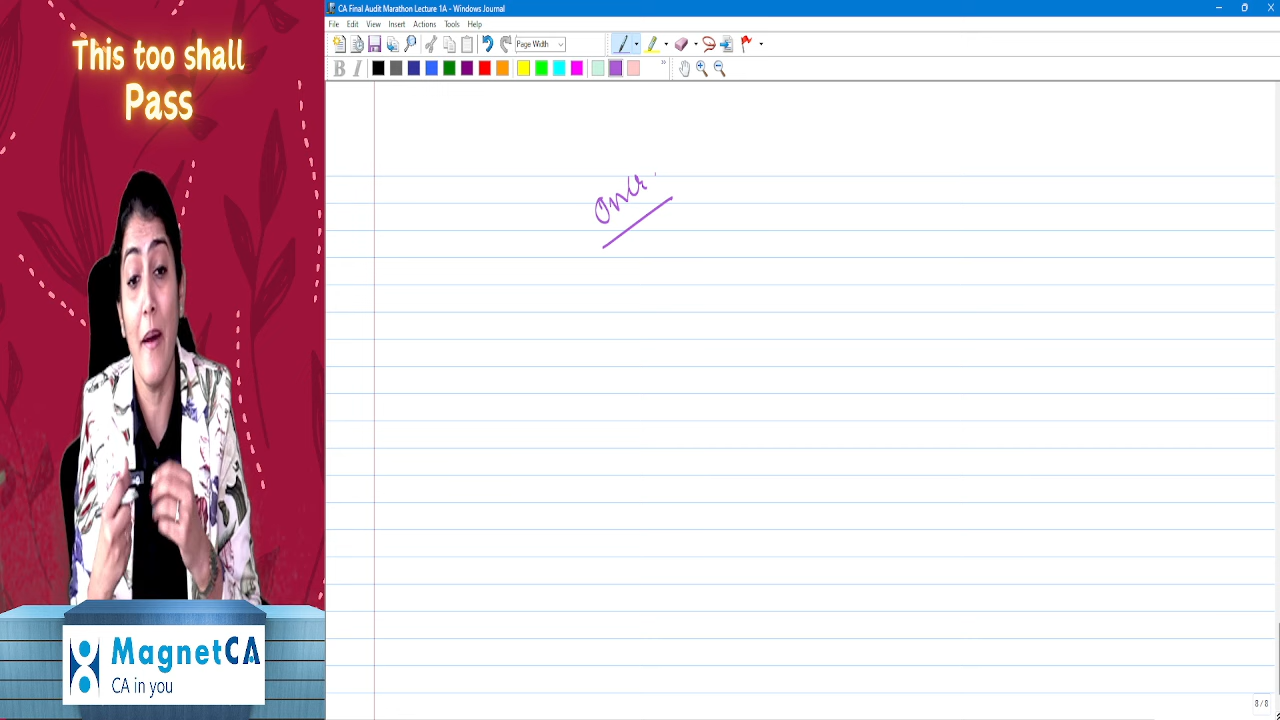 This too shall
Pass
MagnetCA
CA in you
CA Final Audit Marathon Lecture 1A - Windows Journal
File Edit View Insert Actions Tools Help
Page Width
B I
8 / 8